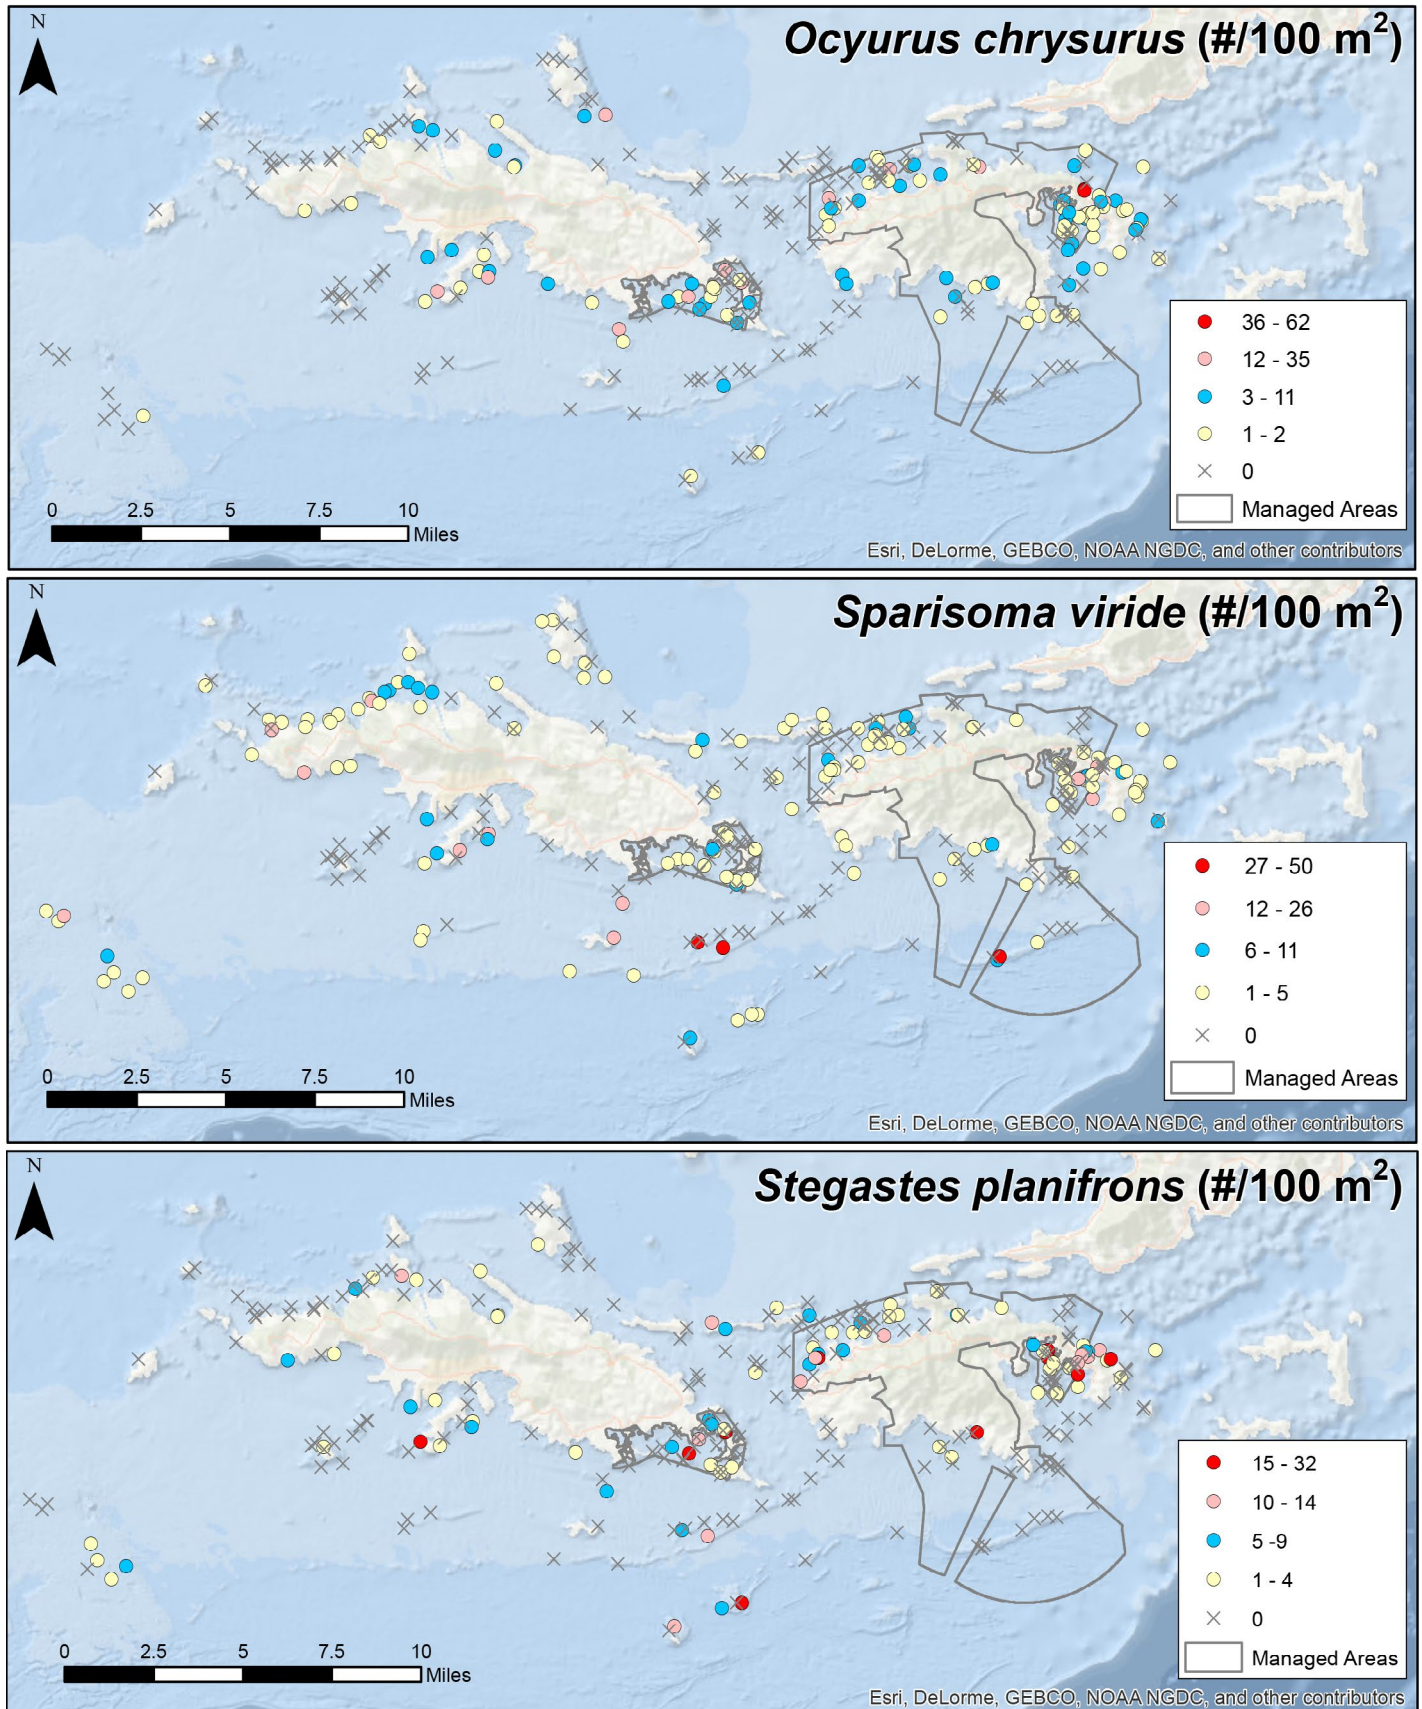 N
Ocyurus chrysurus (#/100 m²)
36 - 62
12 - 35
3 - 11
1 - 2
0
Managed Areas
0 2.5 5 7.5 10
Miles
Esri, DeLorme, GEBCO, NOAA NGDC, and other contributors
N
Sparisoma viride (#/100 m²)
27 - 50
12 - 26
6 - 11
1 - 5
0
Managed Areas
0 2.5 5 7.5 10
Miles
Esri, DeLorme, GEBCO, NOAA NGDC, and other contributors
N
Stegastes planifrons (#/100 m²)
15 - 32
10 - 14
5 -9
1 - 4
0
Managed Areas
0 2.5 5 7.5 10
Miles
Esri, DeLorme, GEBCO, NOAA NGDC, and other contributors